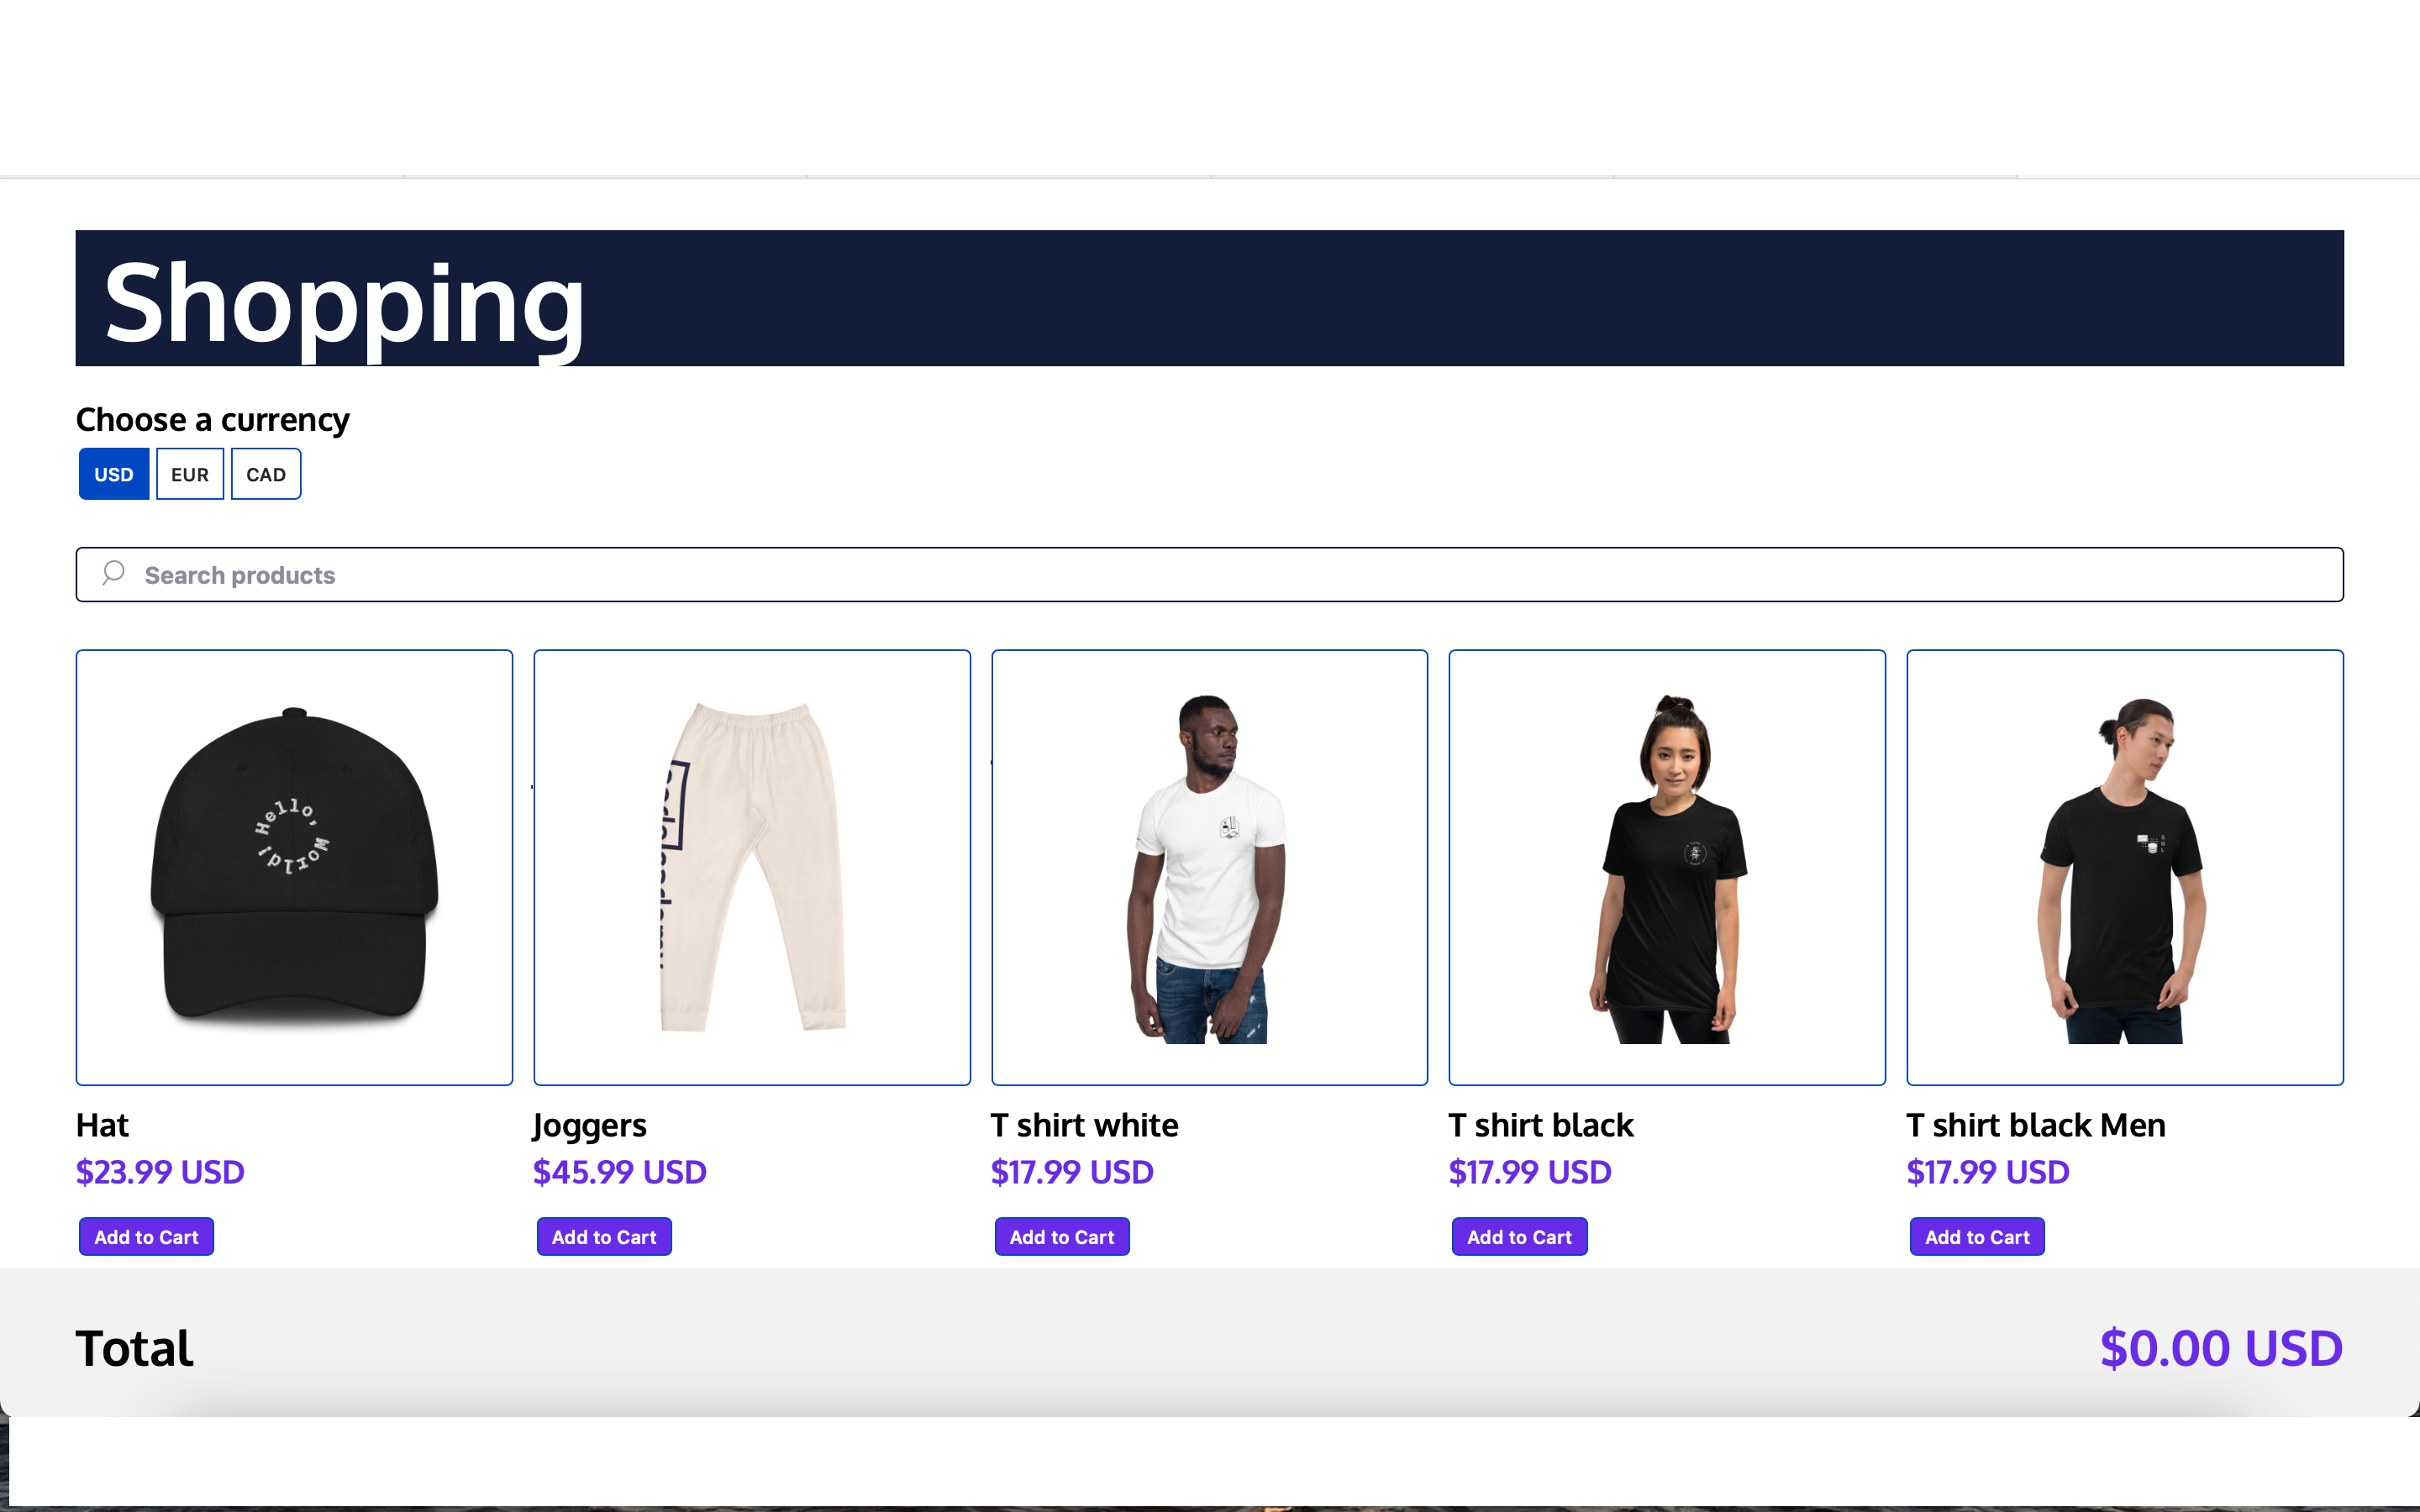 Shopping
Choose a currency
USD EUR CAD
Search products
Hello, World!
Hat
$23.99 USD
Add to Cart
Joggers
$45.99 USD
Add to Cart
T shirt white
$17.99 USD
Add to Cart
SQL
T shirt black
$17.99 USD
Add to Cart
T shirt black Men
$17.99 USD
Add to Cart
Total
$0.00 USD